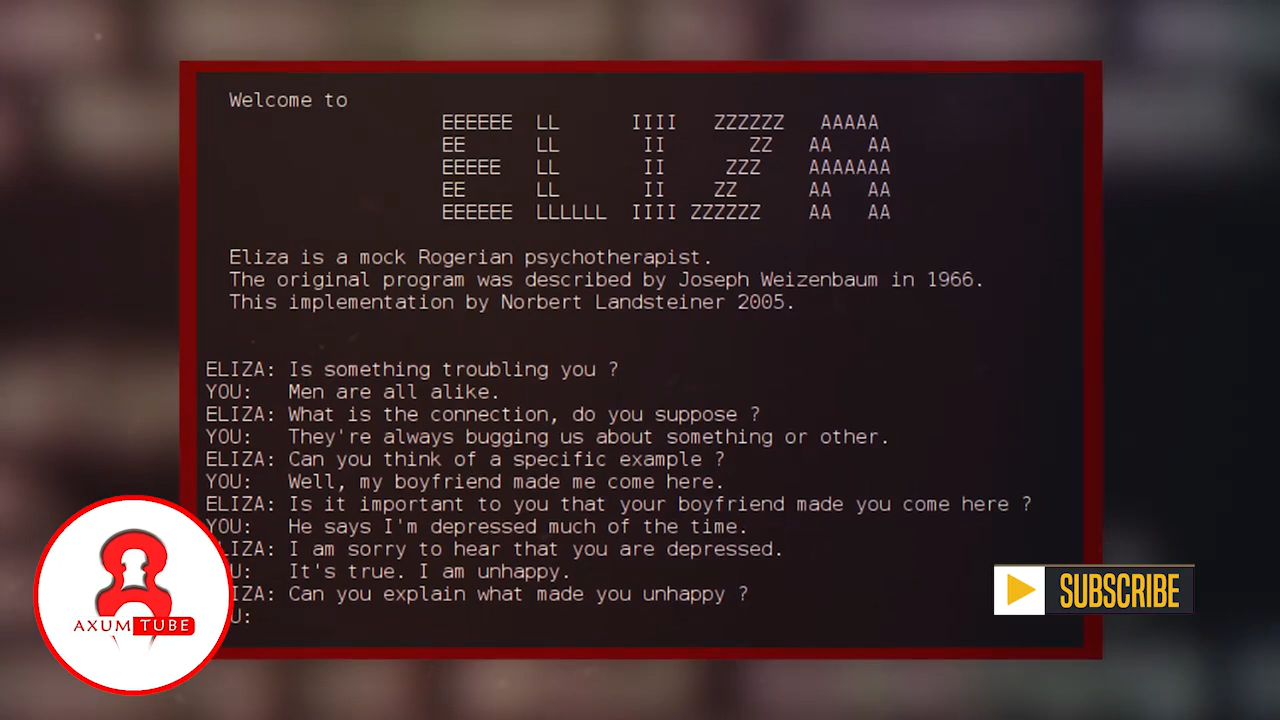 Welcome to
EEEEEE LL IIII ZZZZZZ AAAAA
EE LL II ZZ AA AA
EEEEE LL II ZZZ AAAAAAA
EE LL II ZZ AA AA
EEEEEE LLLLLL IIII ZZZZZZ AA AA
Eliza is a mock Rogerian psychotherapist.
The original program was described by Joseph Weizenbaum in 1966.
This implementation by Norbert Landsteiner 2005.
ELIZA: Is something troubling you ?
YOU: Men are all alike.
ELIZA: What is the connection, do you suppose ?
YOU: They're always bugging us about something or other.
ELIZA: Can you think of a specific example ?
YOU: Well, my boyfriend made me come here.
ELIZA: Is it important to you that your boyfriend made you come here ?
YOU: He says I'm depressed much of the time.
LIZA: I am sorry to hear that you are depressed.
U: It's true. I am unhappy.
IZA: Can you explain what made you unhappy ?
U:
AXUM TUBE
SUBSCRIBE